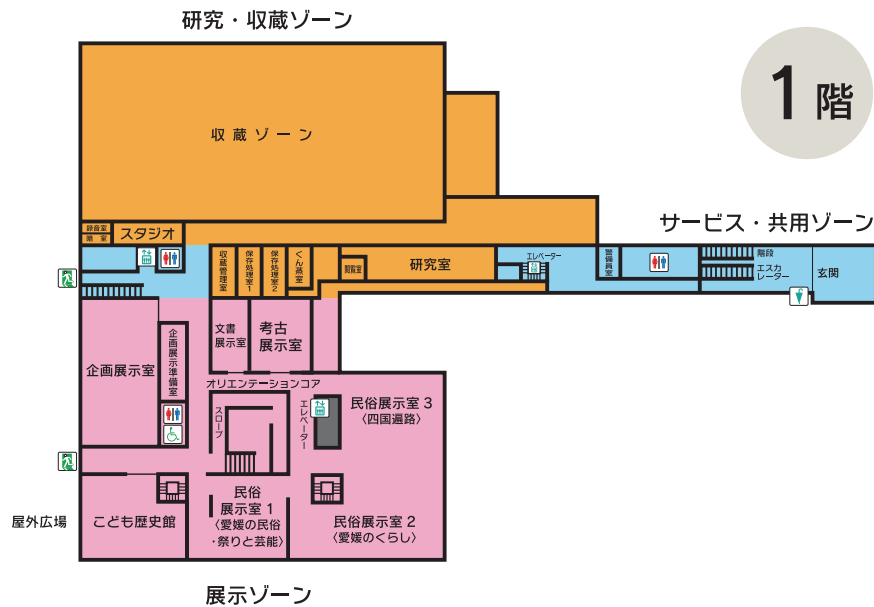 研究・収蔵ゾーン
1階
収蔵ゾーン
サービス・共用ゾーン
録音室
暗室
スタジオ
収蔵管理室
保存処理室1
保存処理室2
くん蒸室
閲覧室
研究室
エレベーター
警備員室
階段
エスカ
レーター
玄関
文書
展示室
考古
展示室
企画展示室
企画展示準備室
オリエンテーションコア
スロープ
エレベーター
民俗展示室3
〈四国遍路〉
屋外広場
こども歴史館
民俗
展示室1
〈愛媛の民俗
・祭りと芸能〉
民俗展示室2
〈愛媛のくらし〉
展示ゾーン